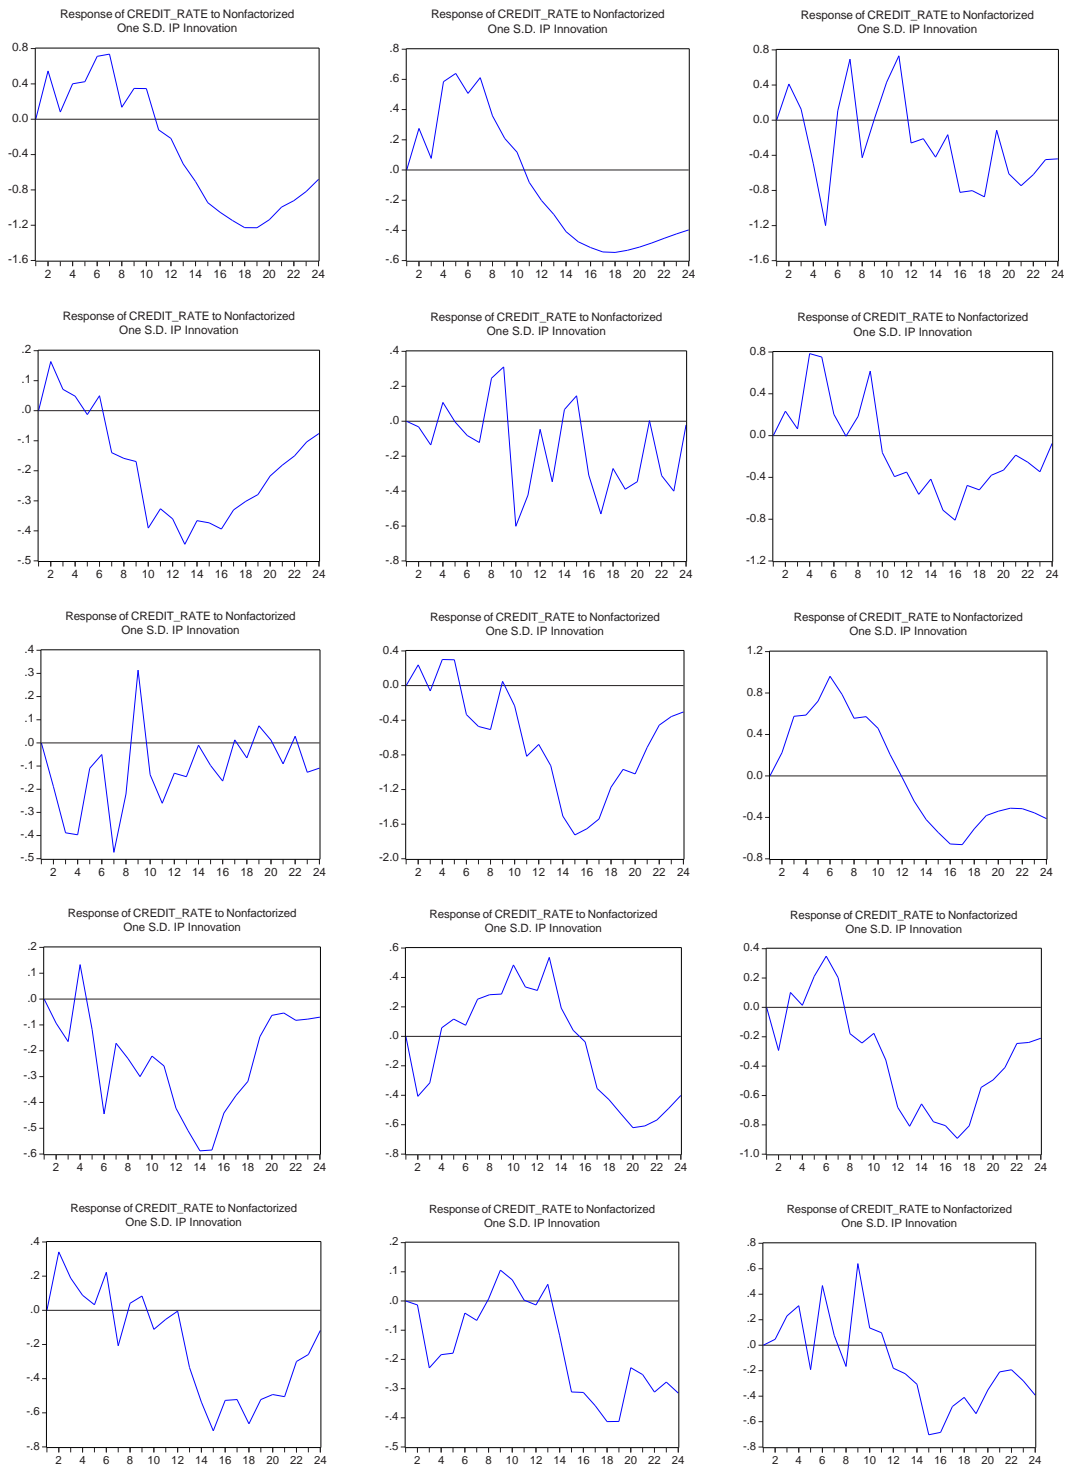 Response of CREDIT_RATE to Nonfactorized
One S.D. IP Innovation
0.8
0.4
0.0
-0.4
-0.8
-1.2
-1.6
2 4 6 8 10 12 14 16 18 20 22 24
Response of CREDIT_RATE to Nonfactorized
One S.D. IP Innovation
.8
.6
.4
.2
.0
-.2
-.4
-.6
2 4 6 8 10 12 14 16 18 20 22 24
Response of CREDIT_RATE to Nonfactorized
One S.D. IP Innovation
0.8
0.4
0.0
-0.4
-0.8
-1.2
-1.6
2 4 6 8 10 12 14 16 18 20 22 24
Response of CREDIT_RATE to Nonfactorized
One S.D. IP Innovation
.2
.1
.0
-.1
-.2
-.3
-.4
-.5
2 4 6 8 10 12 14 16 18 20 22 24
Response of CREDIT_RATE to Nonfactorized
One S.D. IP Innovation
.4
.2
.0
-.2
-.4
-.6
-.8
2 4 6 8 10 12 14 16 18 20 22 24
Response of CREDIT_RATE to Nonfactorized
One S.D. IP Innovation
0.8
0.4
0.0
-0.4
-0.8
-1.2
2 4 6 8 10 12 14 16 18 20 22 24
Response of CREDIT_RATE to Nonfactorized
One S.D. IP Innovation
.4
.3
.2
.1
.0
-.1
-.2
-.3
-.4
-.5
2 4 6 8 10 12 14 16 18 20 22 24
Response of CREDIT_RATE to Nonfactorized
One S.D. IP Innovation
0.4
0.0
-0.4
-0.8
-1.2
-1.6
-2.0
2 4 6 8 10 12 14 16 18 20 22 24
Response of CREDIT_RATE to Nonfactorized
One S.D. IP Innovation
1.2
0.8
0.4
0.0
-0.4
-0.8
2 4 6 8 10 12 14 16 18 20 22 24
Response of CREDIT_RATE to Nonfactorized
One S.D. IP Innovation
.2
.1
.0
-.1
-.2
-.3
-.4
-.5
-.6
2 4 6 8 10 12 14 16 18 20 22 24
Response of CREDIT_RATE to Nonfactorized
One S.D. IP Innovation
.6
.4
.2
.0
-.2
-.4
-.6
-.8
2 4 6 8 10 12 14 16 18 20 22 24
Response of CREDIT_RATE to Nonfactorized
One S.D. IP Innovation
0.4
0.2
0.0
-0.2
-0.4
-0.6
-0.8
-1.0
2 4 6 8 10 12 14 16 18 20 22 24
Response of CREDIT_RATE to Nonfactorized
One S.D. IP Innovation
.4
.2
.0
-.2
-.4
-.6
-.8
2 4 6 8 10 12 14 16 18 20 22 24
Response of CREDIT_RATE to Nonfactorized
One S.D. IP Innovation
.2
.1
.0
-.1
-.2
-.3
-.4
-.5
2 4 6 8 10 12 14 16 18 20 22 24
Response of CREDIT_RATE to Nonfactorized
One S.D. IP Innovation
.8
.6
.4
.2
.0
-.2
-.4
-.6
-.8
2 4 6 8 10 12 14 16 18 20 22 24